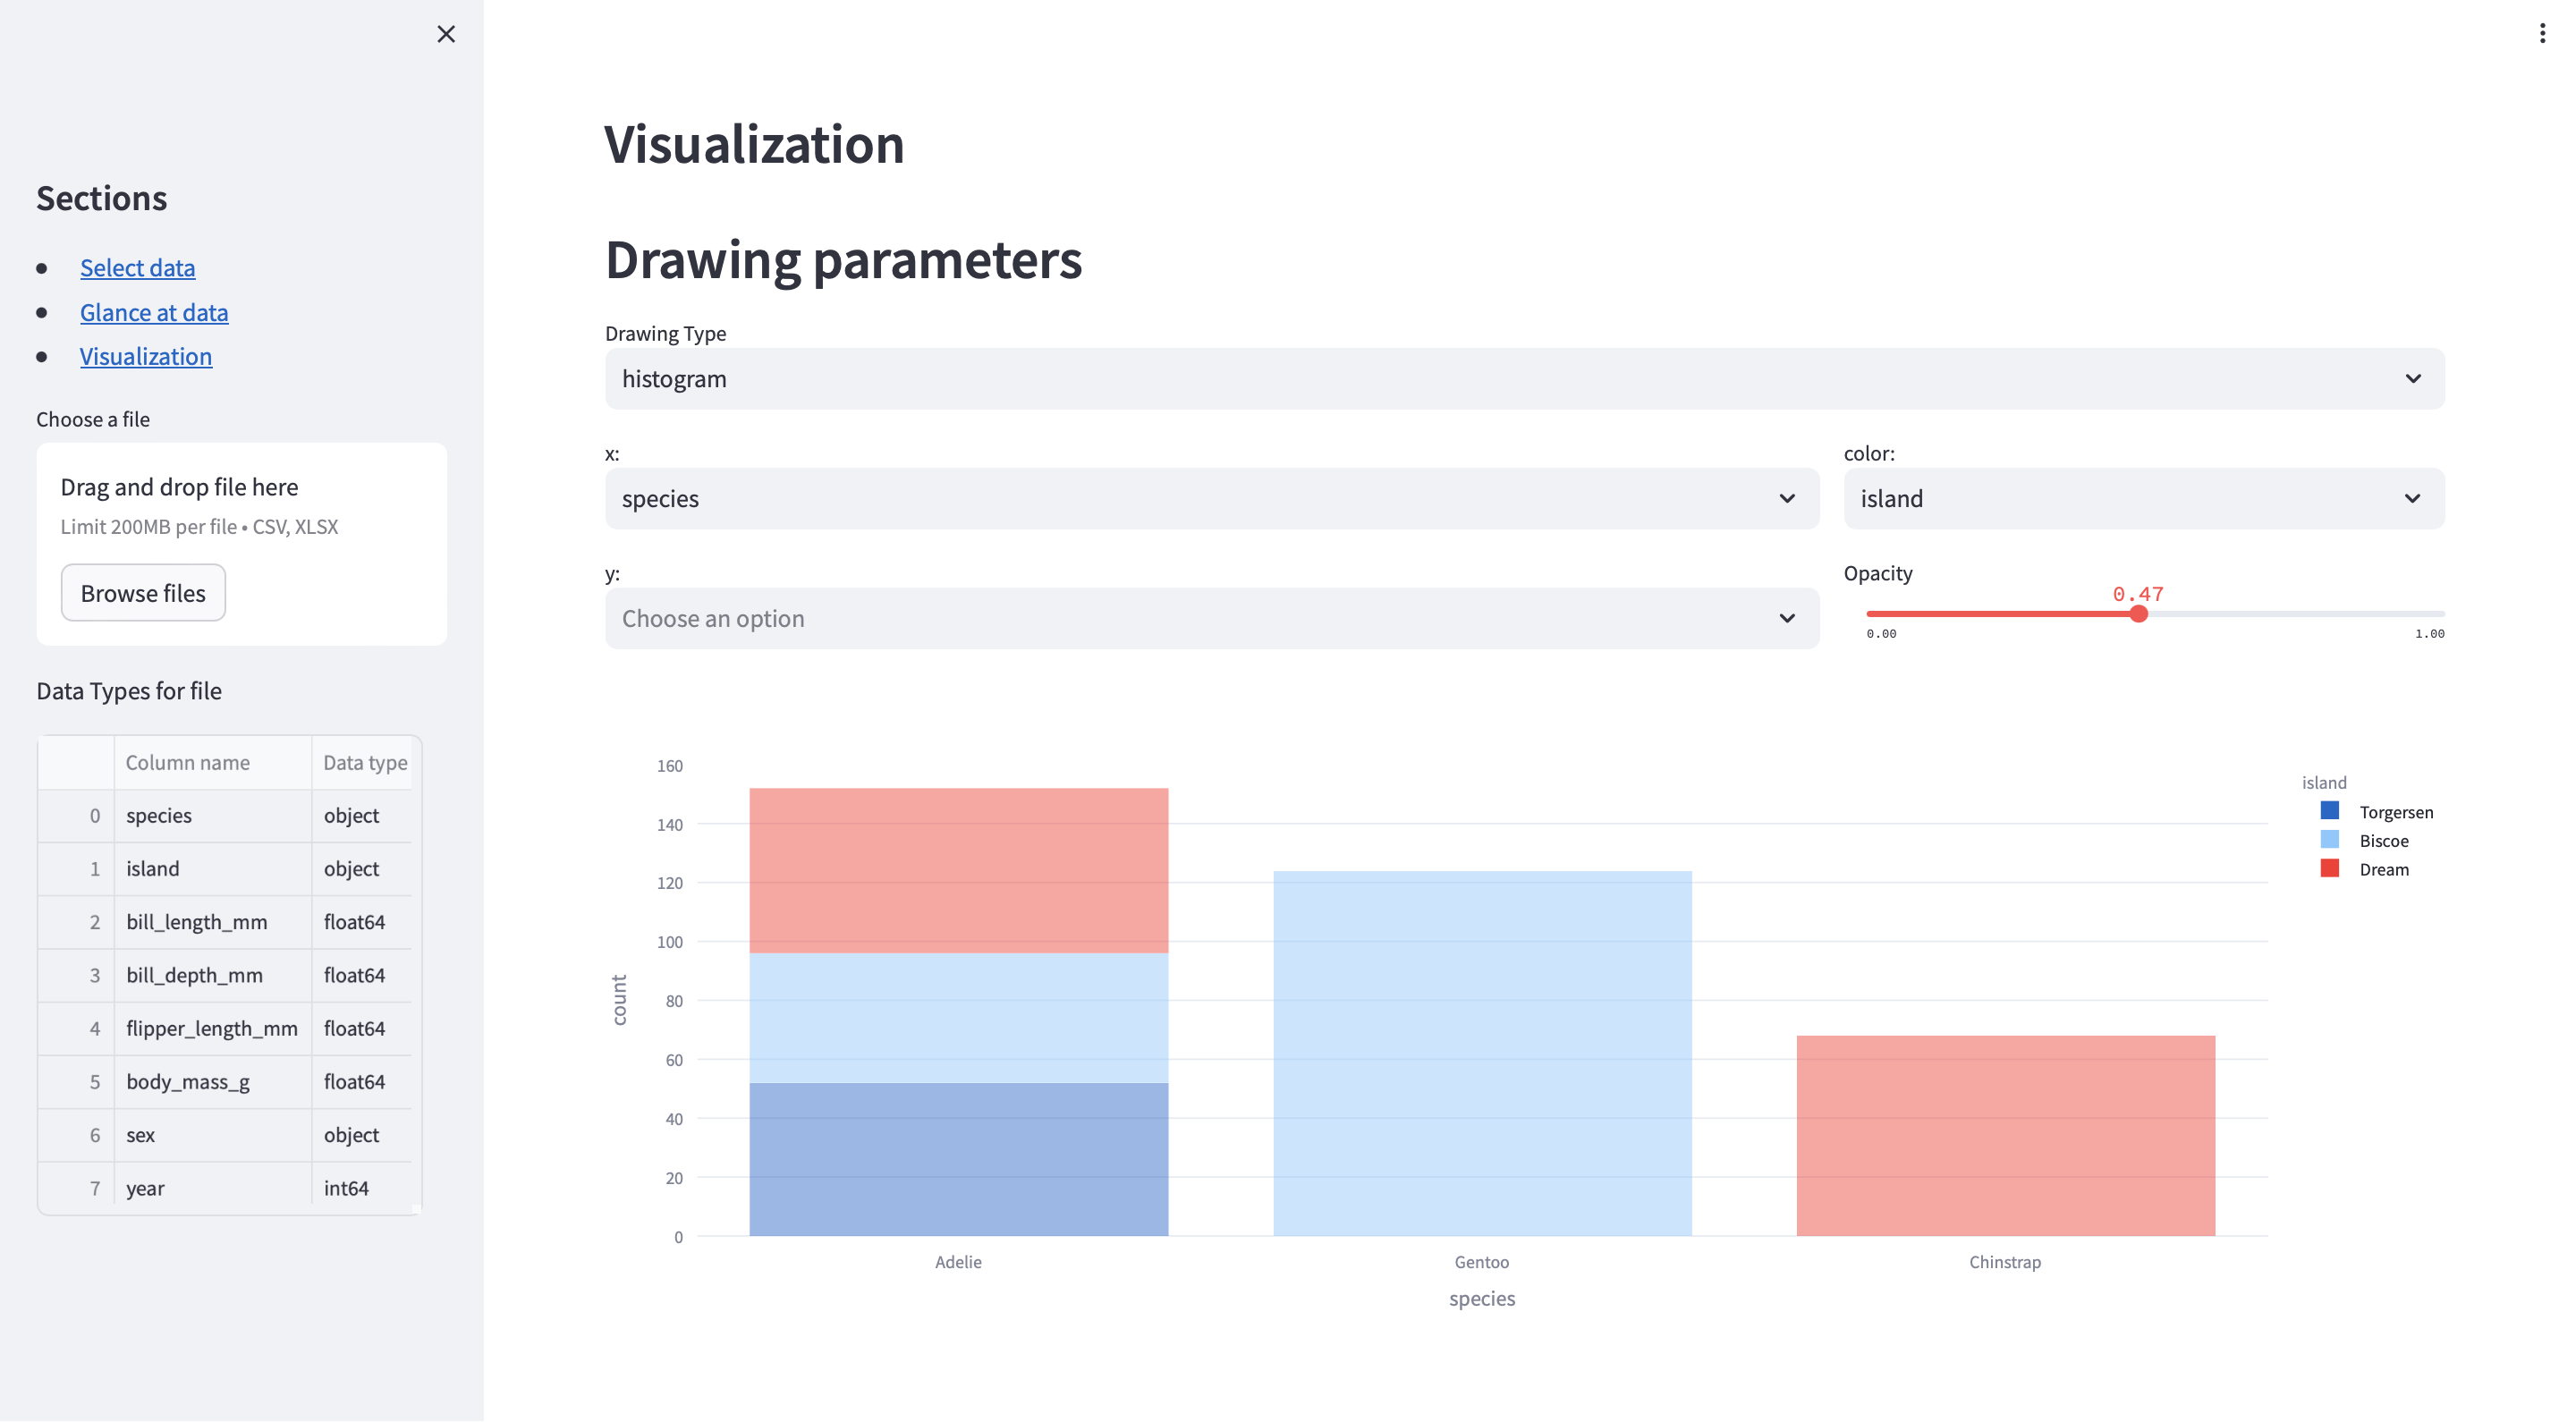 Sections
Select data
Glance at data
Visualization
Choose a file
Drag and drop file here
Limit 200MB per file • CSV, XLSX
Browse files
Data Types for file
Column name Data type
0 species object
1 island object
2 bill_length_mm float64
3 bill_depth_mm float64
4 flipper_length_mm float64
5 body_mass_g float64
6 sex object
7 year int64
Visualization
Drawing parameters
Drawing Type
histogram
x:
species
color:
island
y:
Choose an option
Opacity
0.47
0.00 1.00
160
140
120
100
80
60
40
20
0
count
Adelie Gentoo Chinstrap
species
island
Torgersen
Biscoe
Dream